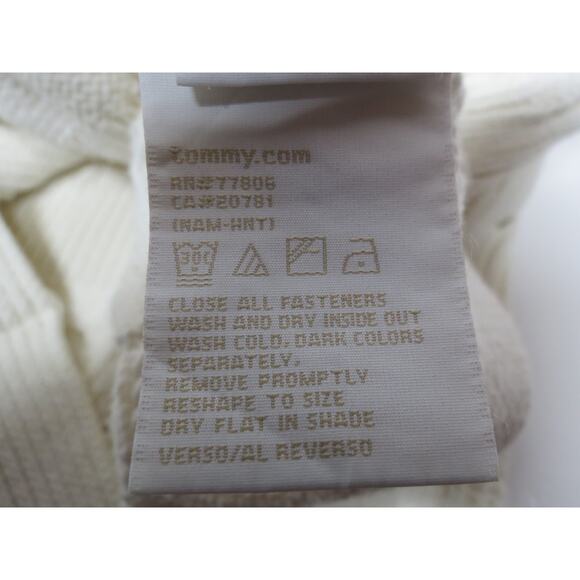 tommy.com
RN#77806
CA#20781
(NAM-HNT)
30C
CLOSE ALL FASTENERS
WASH AND DRY INSIDE OUT
WASH COLD. DARK COLORS
SEPARATELY.
REMOVE PROMPTLY
RESHAPE TO SIZE
DRY FLAT IN SHADE
VERSO/AL REVERSO